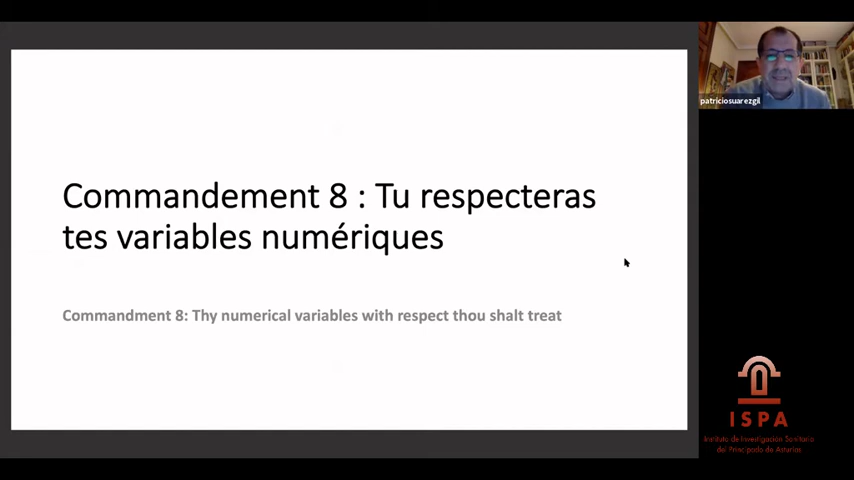 patriciosuarezgil
Commandement 8 : Tu respecteras
tes variables numériques
Commandment 8: Thy numerical variables with respect thou shalt treat
ISPA
Instituto de Investigación Sanitaria
del Principado de Asturias